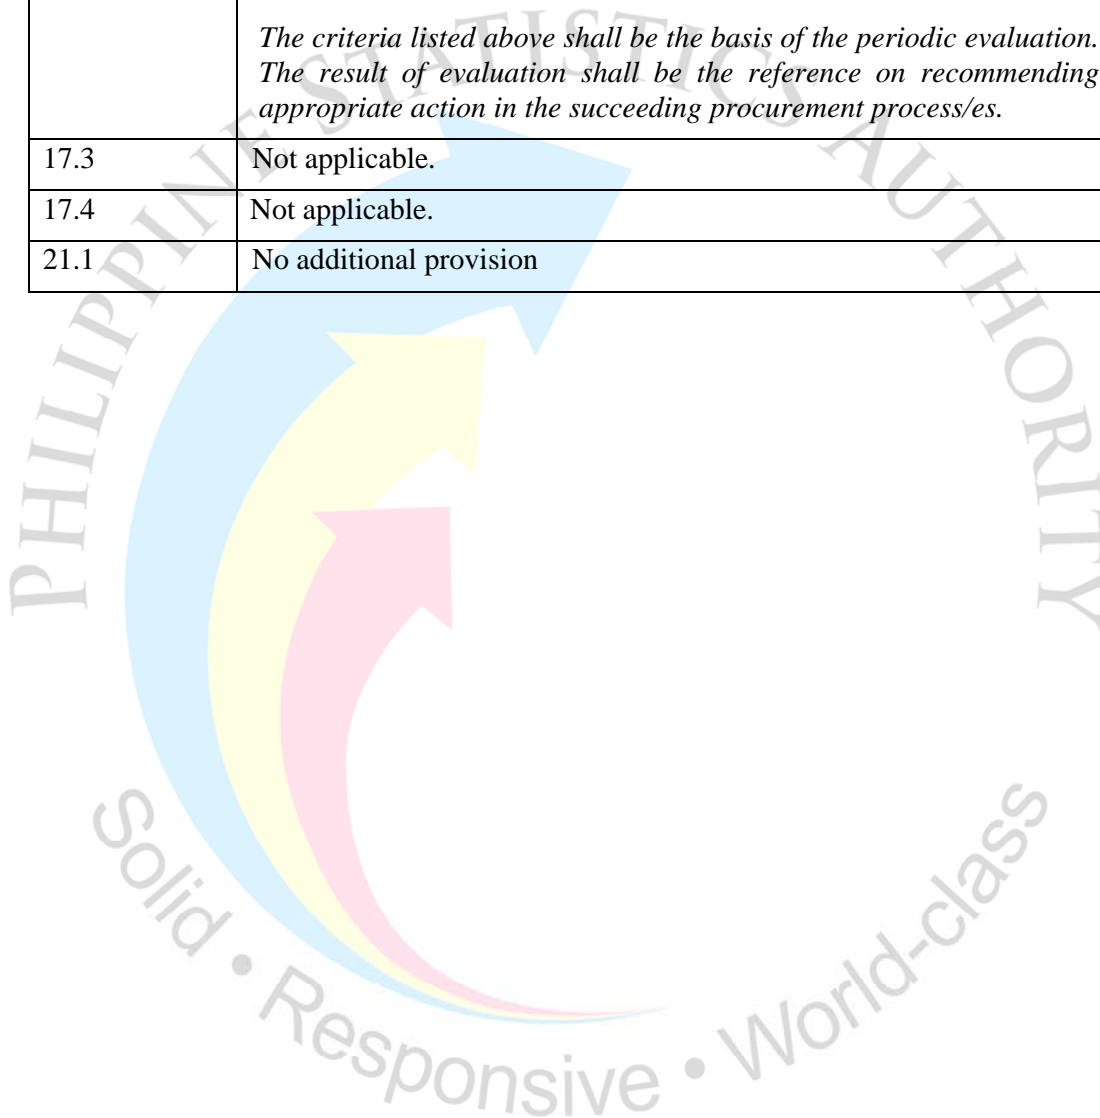 The criteria listed above shall be the basis of the periodic evaluation.
The result of evaluation shall be the reference on recommending
appropriate action in the succeeding procurement process/es.
17.3 Not applicable.
17.4 Not applicable.
21.1 No additional provision
PHILIPPINE STATISTICS AUTHORITY
Solid • Responsive • World-class